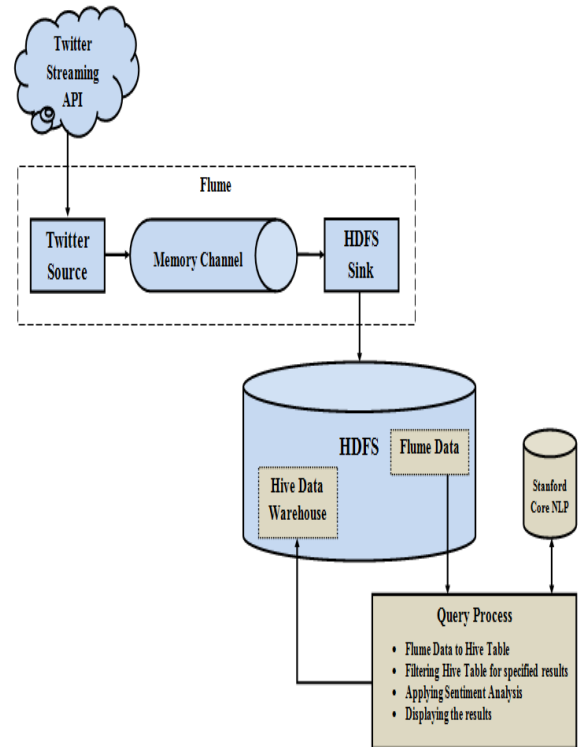 Twitter
Streaming
API
Flume
Twitter
Source
Memory Channel
HDFS
Sink
HDFS
Flume Data
Hive Data
Warehouse
Stanford
Core NLP
Query Process
• Flume Data to Hive Table
• Filtering Hive Table for specified results
• Applying Sentiment Analysis
• Displaying the results